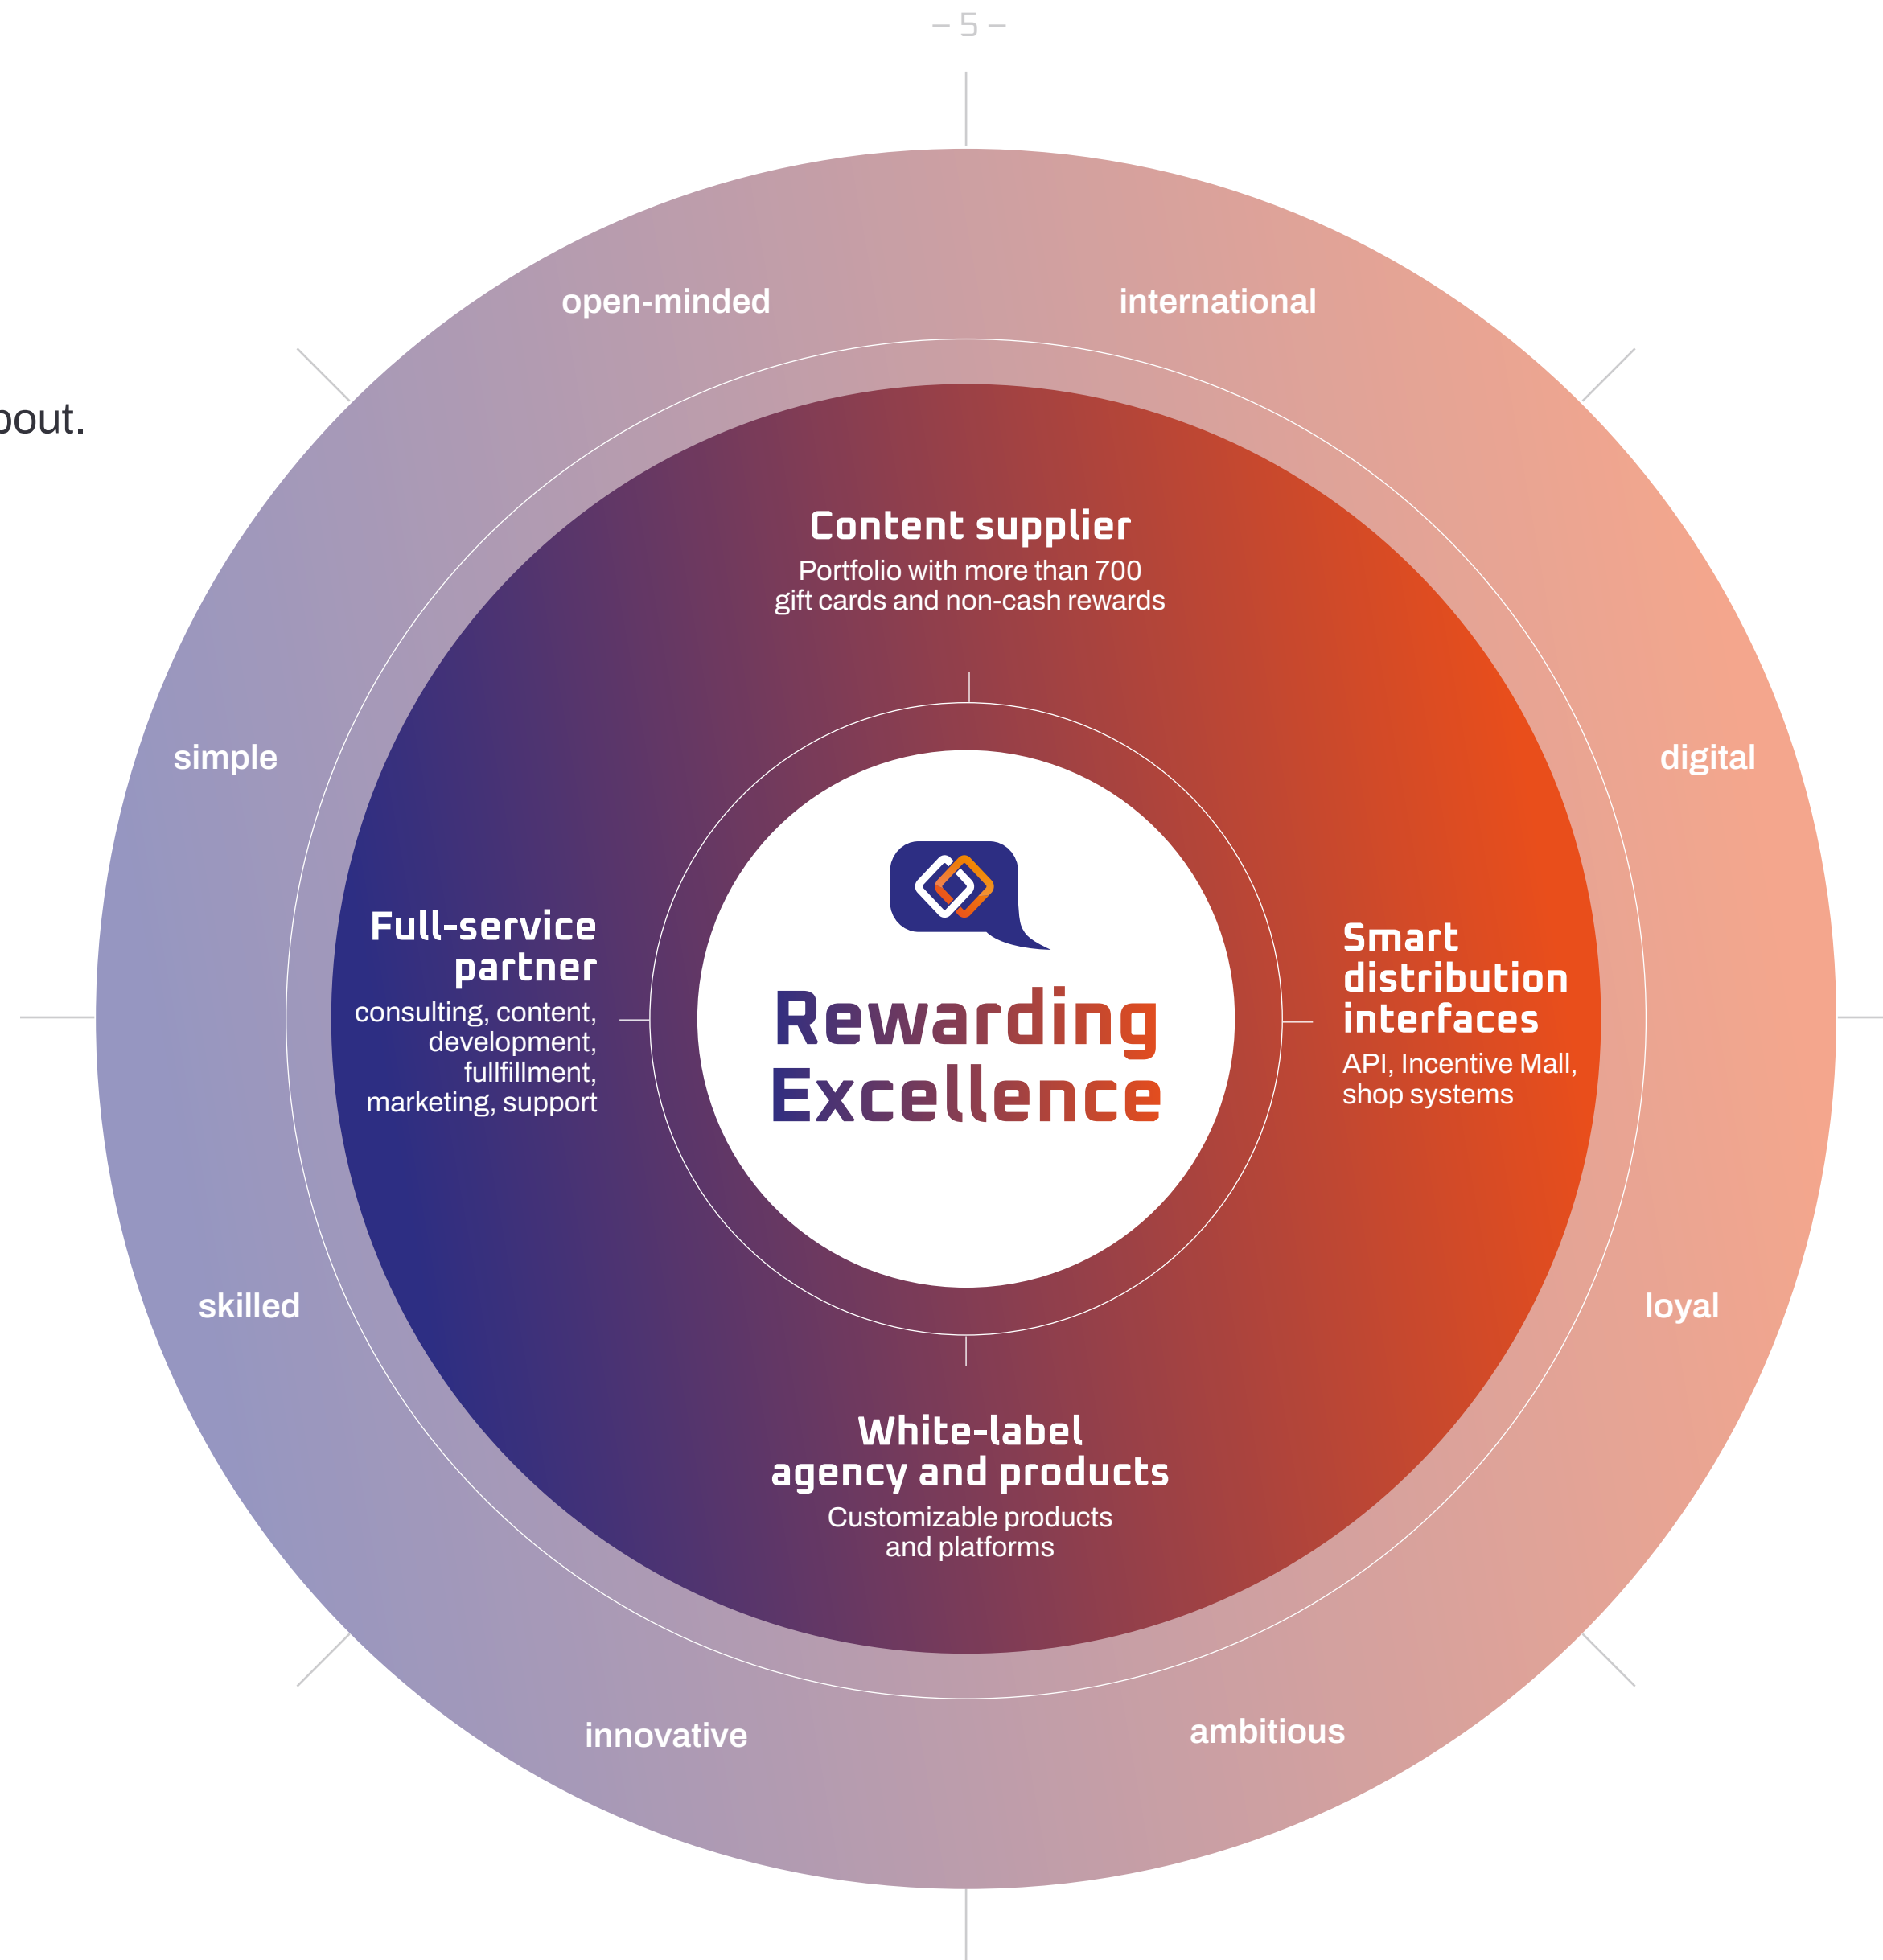 – 5 –
open-minded
international
bout.
Content supplier
Portfolio with more than 700
gift cards and non-cash rewards
simple
digital
Full-service
partner
consulting, content,
development,
fullfillment,
marketing, support
Rewarding
Excellence
Smart
distribution
interfaces
API, Incentive Mall,
shop systems
skilled
loyal
White-label
agency and products
Customizable products
and platforms
innovative
ambitious